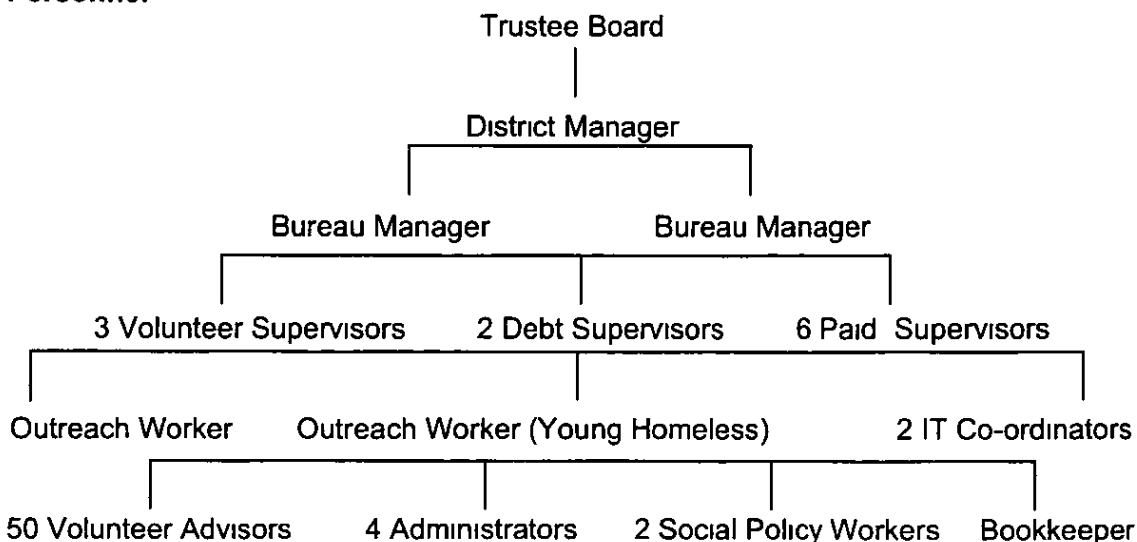 Trustee Board
District Manager
Bureau Manager Bureau Manager
3 Volunteer Supervisors 2 Debt Supervisors 6 Paid Supervisors
Outreach Worker Outreach Worker (Young Homeless) 2 IT Co-ordinators
50 Volunteer Advisors 4 Administrators 2 Social Policy Workers Bookkeeper